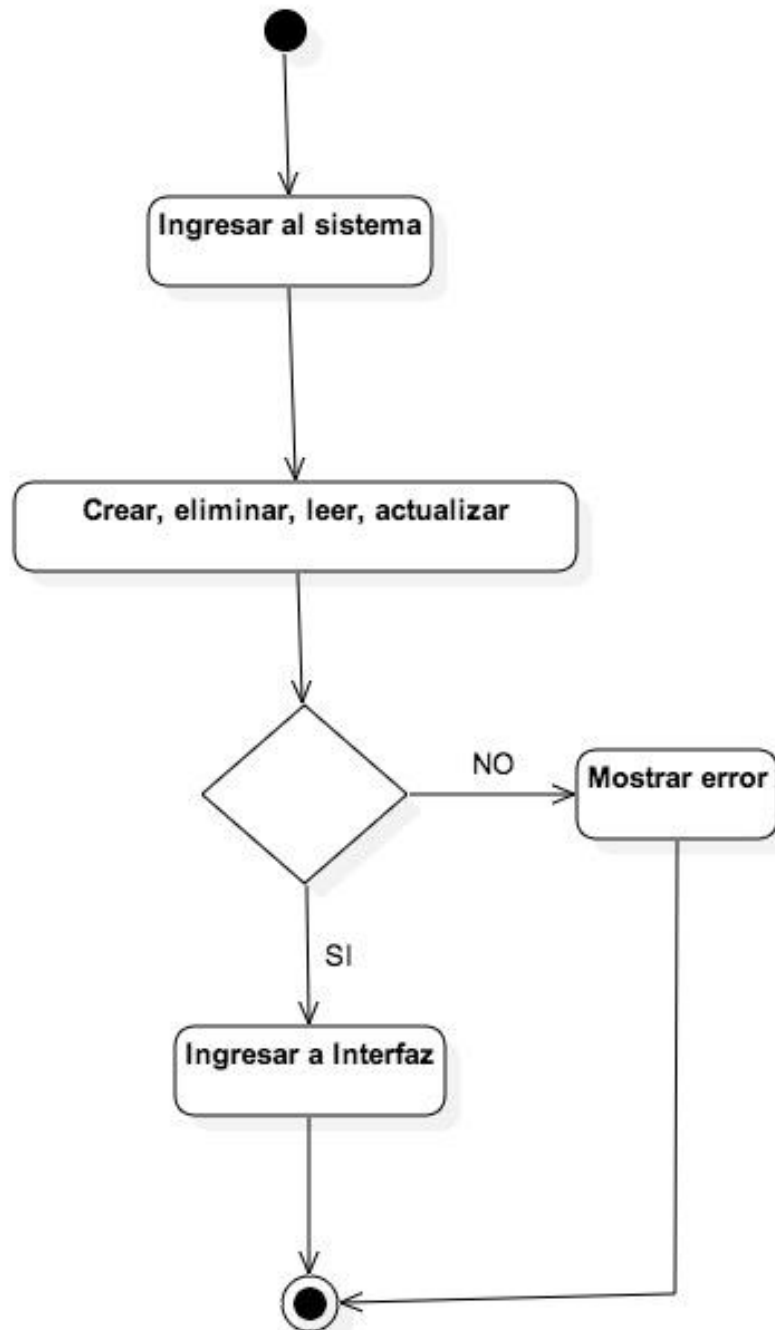 Ingresar al sistema
Crear, eliminar, leer, actualizar
NO
Mostrar error
SI
Ingresar a Interfaz